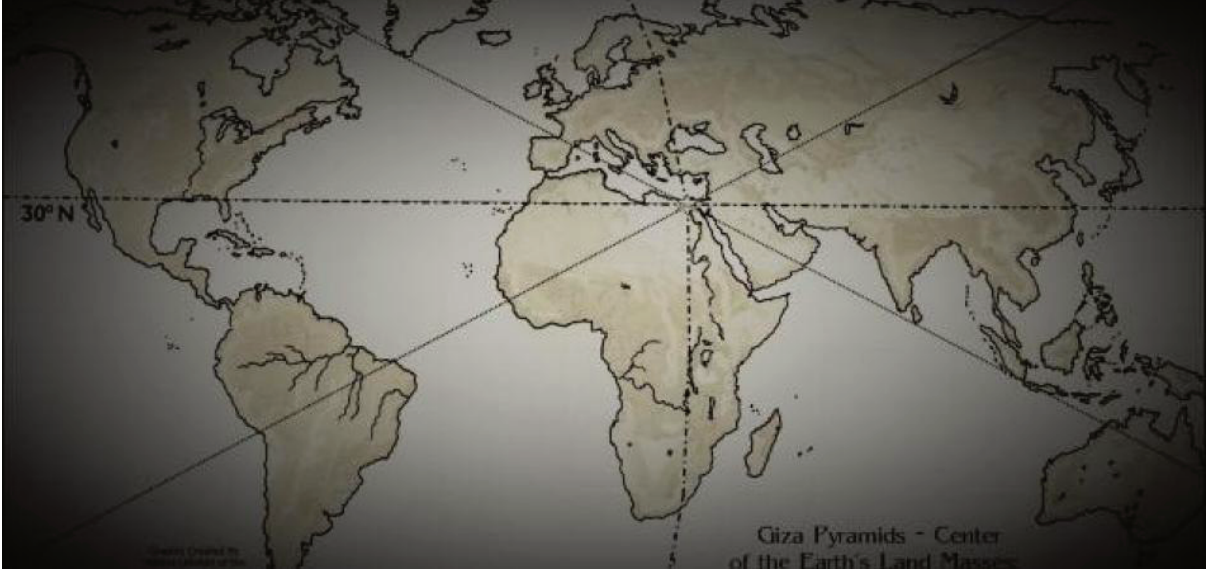 30° N
Giza Pyramids - Center
of the Earth's Land Masses